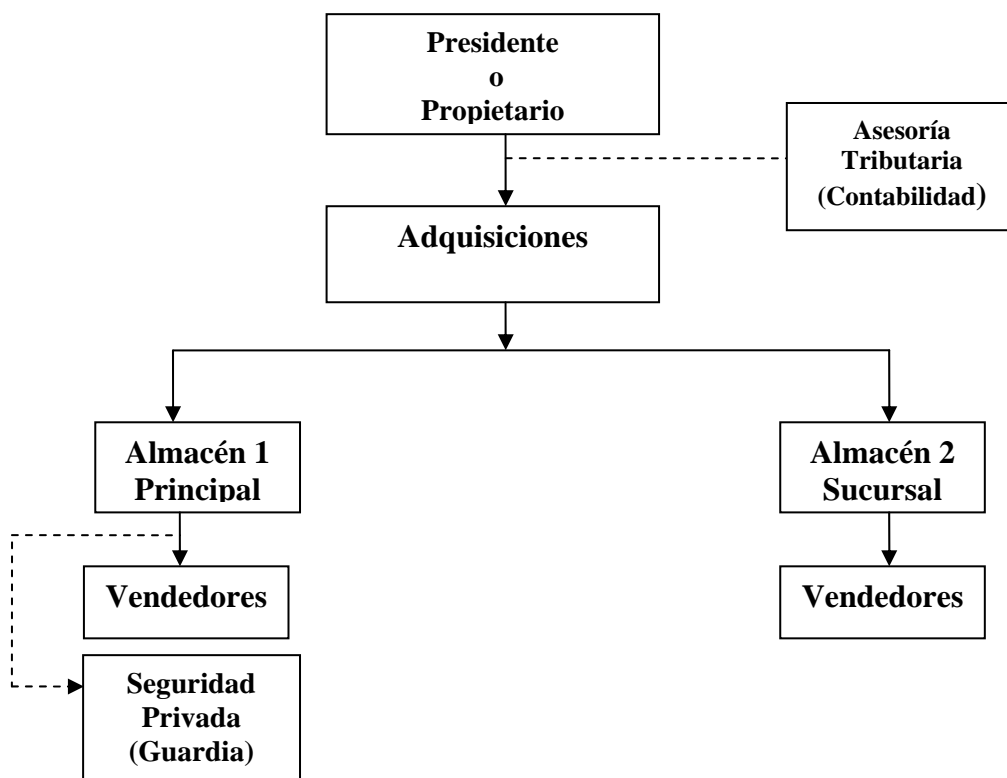 Presidente
o
Propietario
Asesoría
Tributaria
(Contabilidad)
Adquisiciones
Almacén 1
Principal
Almacén 2
Sucursal
Vendedores
Vendedores
Seguridad
Privada
(Guardia)